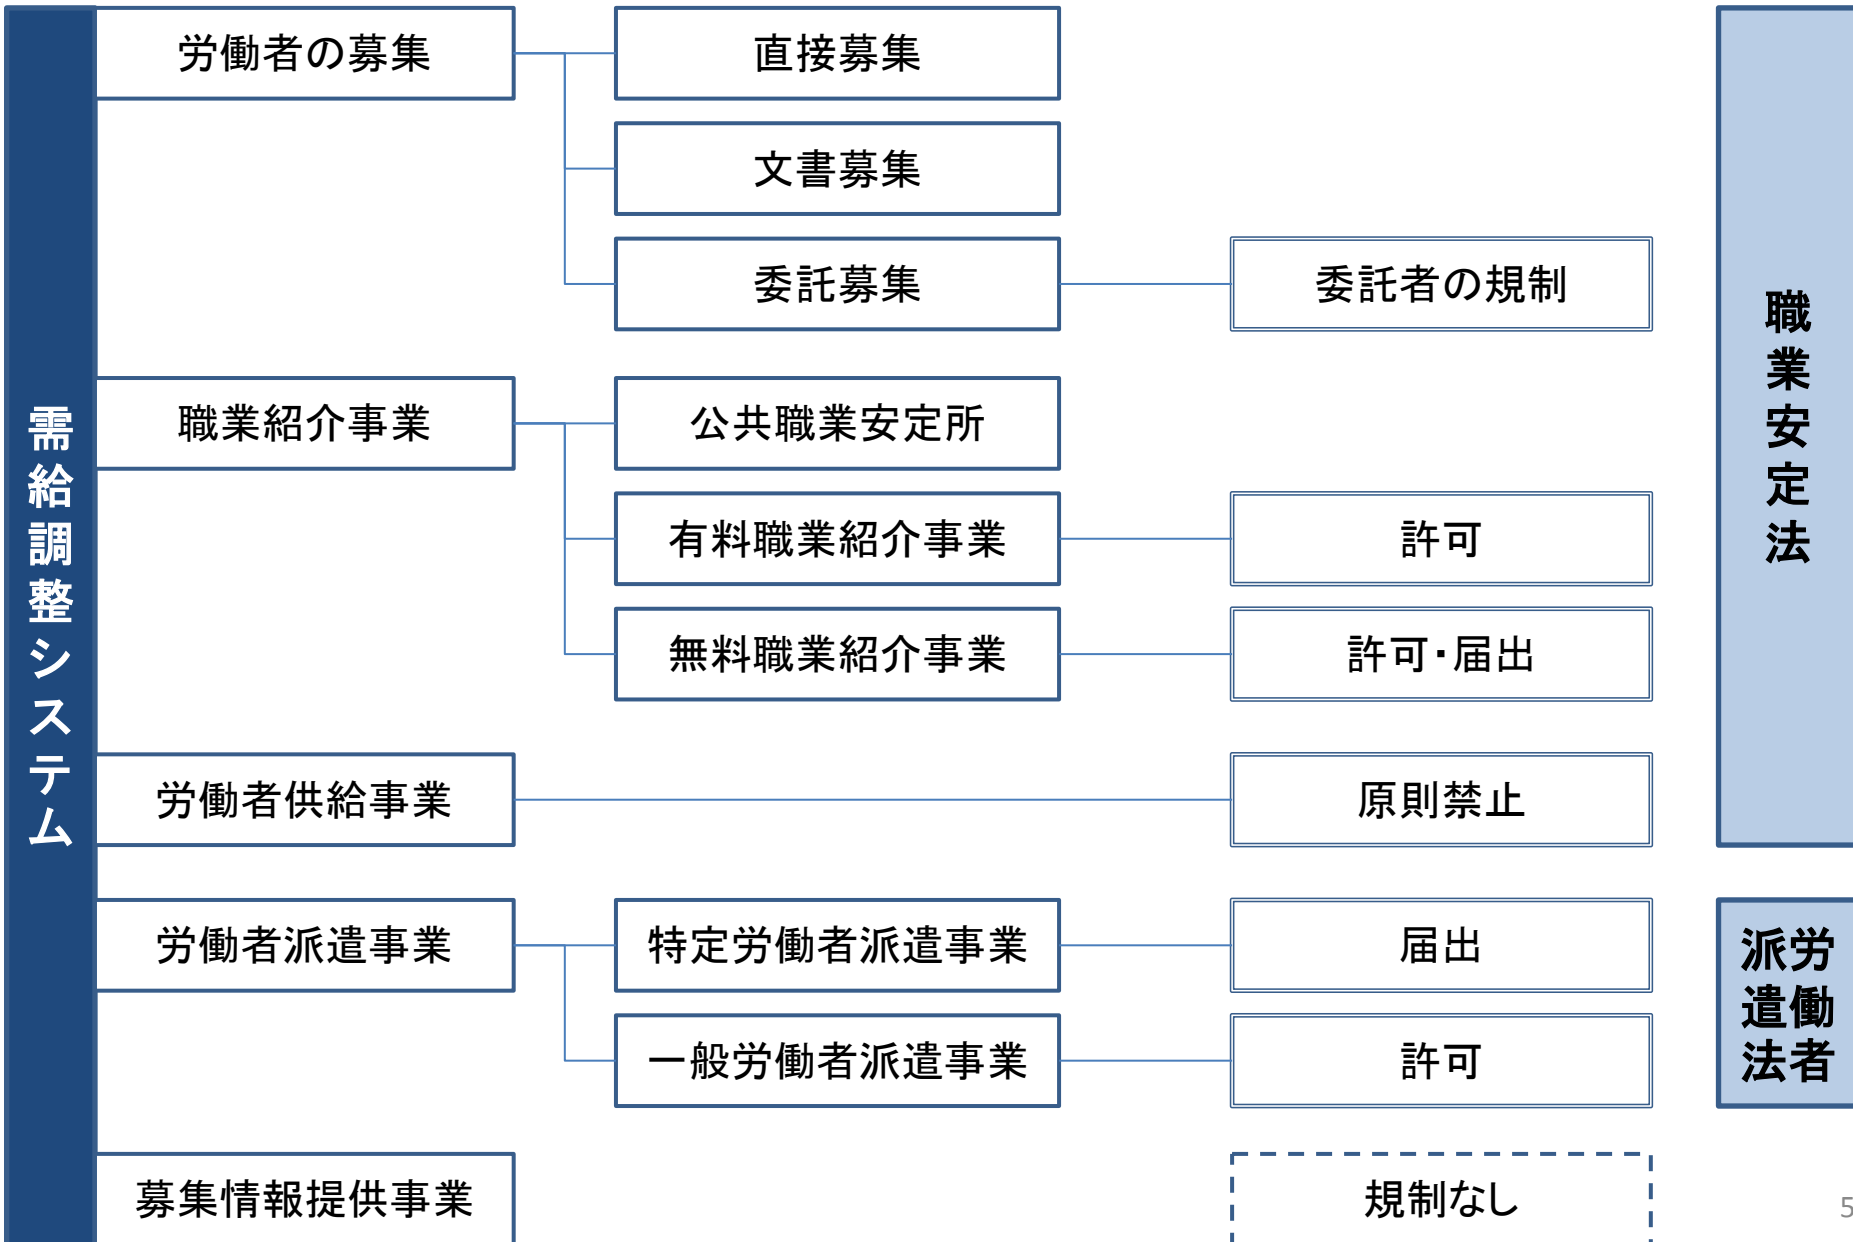 需給調整システム
労働者の募集
直接募集
文書募集
委託募集
委託者の規制
職業紹介事業
公共職業安定所
有料職業紹介事業
許可
無料職業紹介事業
許可・届出
労働者供給事業
原則禁止
職業安定法
労働者派遣事業
特定労働者派遣事業
届出
一般労働者派遣事業
許可
労働者
派遣法
募集情報提供事業
規制なし
5